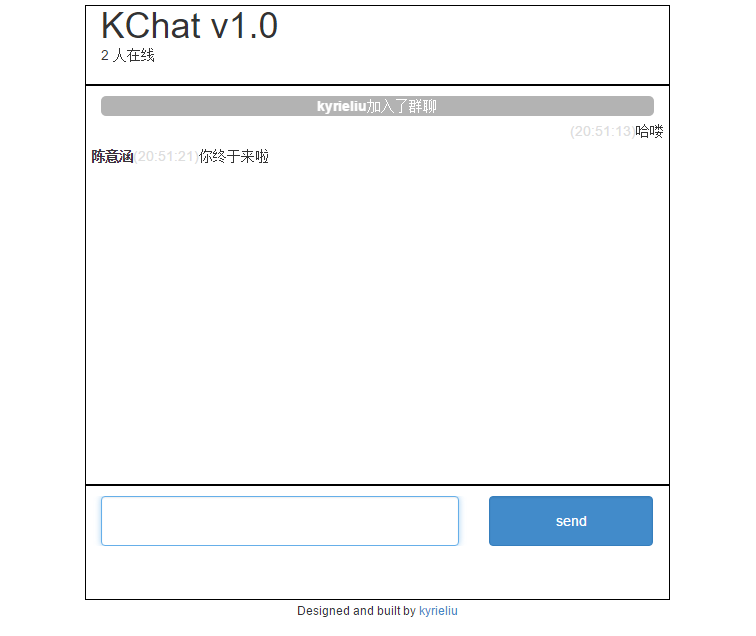 KChat v1.0
2 人在线
kyrieliu加入了群聊
(20:51:13)哈喽
陈意涵(20:51:21)你终于来啦
send
Designed and built by kyrieliu